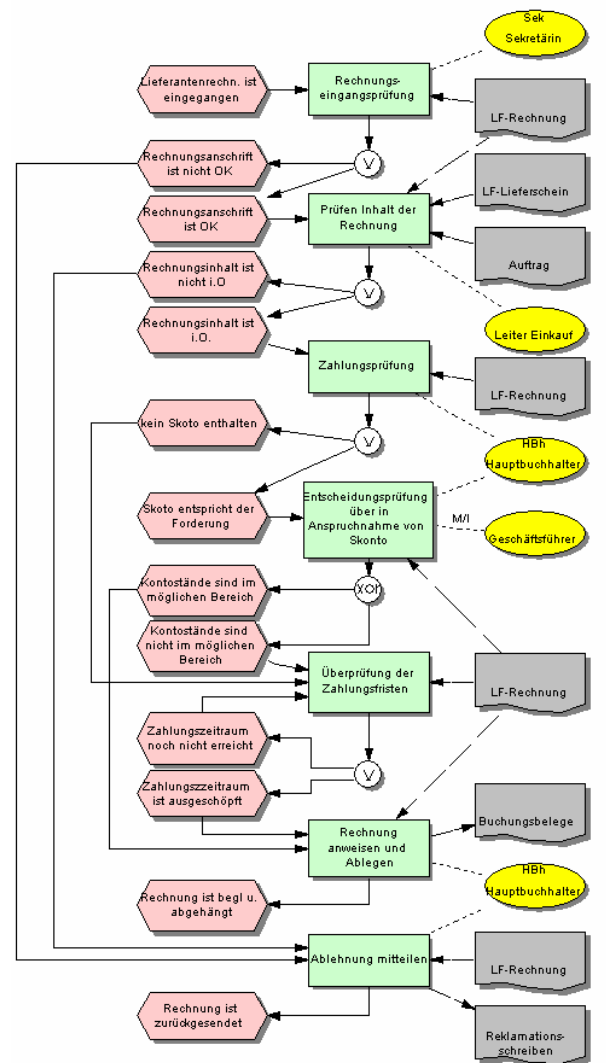 Sek
Sekretärin
Lieferantenrechn. ist
eingegangen
Rechnungs-
eingangsprüfung
LF-Rechnung
V
Rechnungsanschrift
ist nicht OK
LF-Lieferschein
Rechnungsanschrift
ist OK
Prüfen Inhalt der
Rechnung
Auftrag
Rechnungsinhalt ist
nicht i.O
V
Rechnungsinhalt ist
i.O.
Leiter Einkauf
Zahlungsprüfung
LF-Rechnung
kein Skoto enthalten
V
HBh
Hauptbuchhalter
Skoto entspricht der
Forderung
Entscheidungsprüfung
über in
Anspruchnahme von
Skonto
M/I
Geschäftsführer
Kontostände sind im
möglichen Bereich
xor
Kontostände sind
nicht im möglichen
Bereich
Überprüfung der
Zahlungsfristen
LF-Rechnung
Zahlungszeitraum
noch nicht erreicht
V
Zahlungszzeitraum
ist ausgeschöpft
Rechnung
anweisen und
Ablegen
Buchungsbelege
Rechnung ist begl u.
abgehängt
HBh
Hauptbuchhalter
Ablehnung mitteilen
LF-Rechnung
Rechnung ist
zurückgesendet
Reklamations-
schreiben